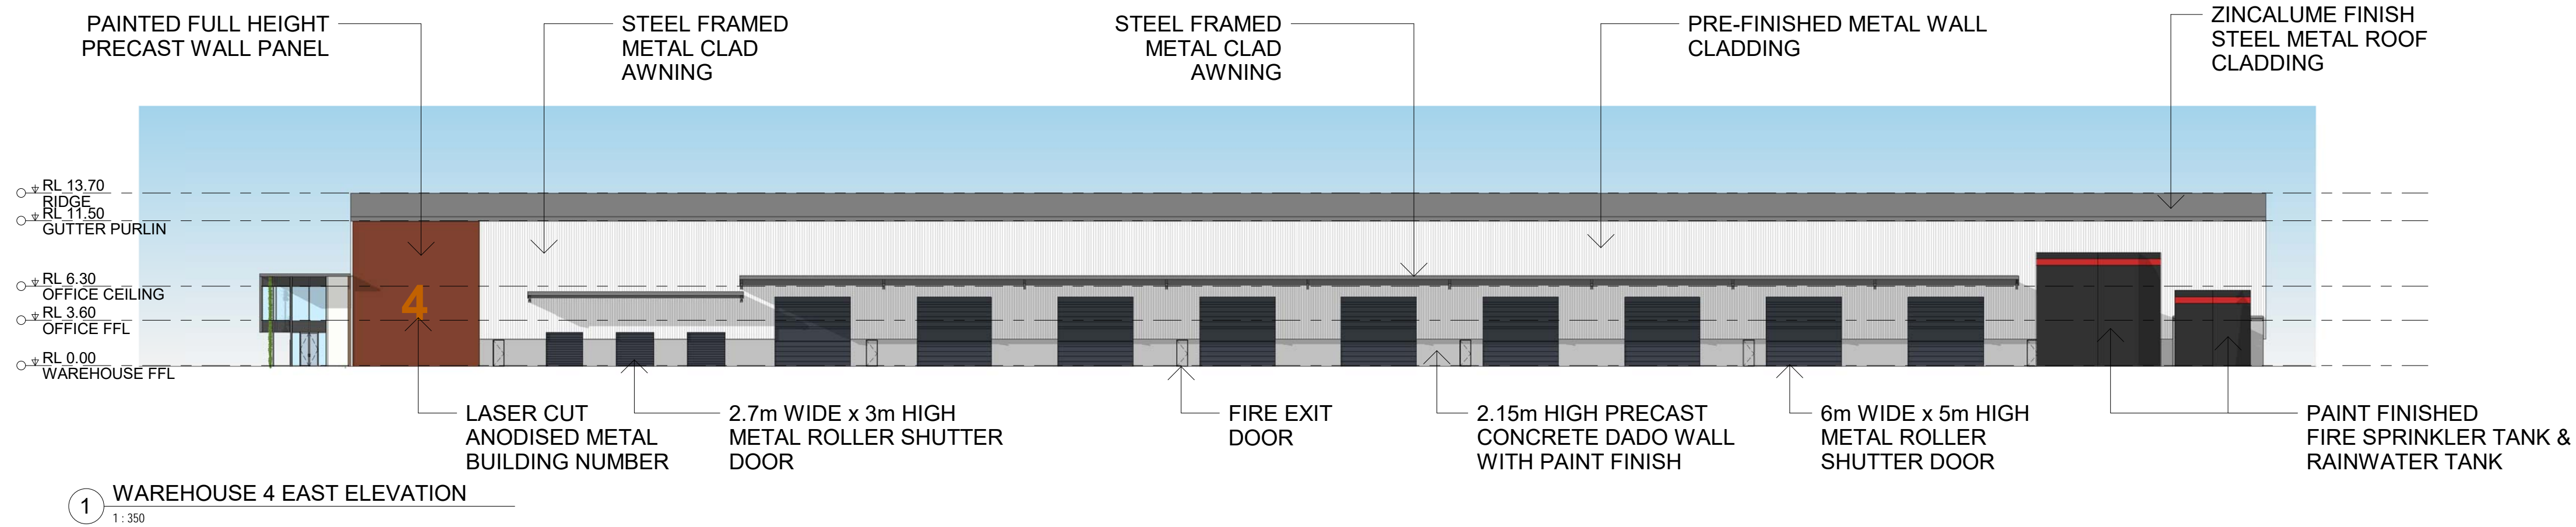 PAINTED FULL HEIGHT
PRECAST WALL PANEL
STEEL FRAMED
METAL CLAD
AWNING
STEEL FRAMED
METAL CLAD
AWNING
PRE-FINISHED METAL WALL
CLADDING
ZINCALUME FINISH
STEEL METAL ROOF
CLADDING
RL 13.70
RIDGE
RL 11.50
GUTTER PURLIN
RL 6.30
OFFICE CEILING
RL 3.60
OFFICE FFL
RL 0.00
WAREHOUSE FFL
4
LASER CUT
ANODISED METAL
BUILDING NUMBER
2.7m WIDE x 3m HIGH
METAL ROLLER SHUTTER
DOOR
FIRE EXIT
DOOR
2.15m HIGH PRECAST
CONCRETE DADO WALL
WITH PAINT FINISH
6m WIDE x 5m HIGH
METAL ROLLER
SHUTTER DOOR
PAINT FINISHED
FIRE SPRINKLER TANK &
RAINWATER TANK
1
WAREHOUSE 4 EAST ELEVATION
1 : 350